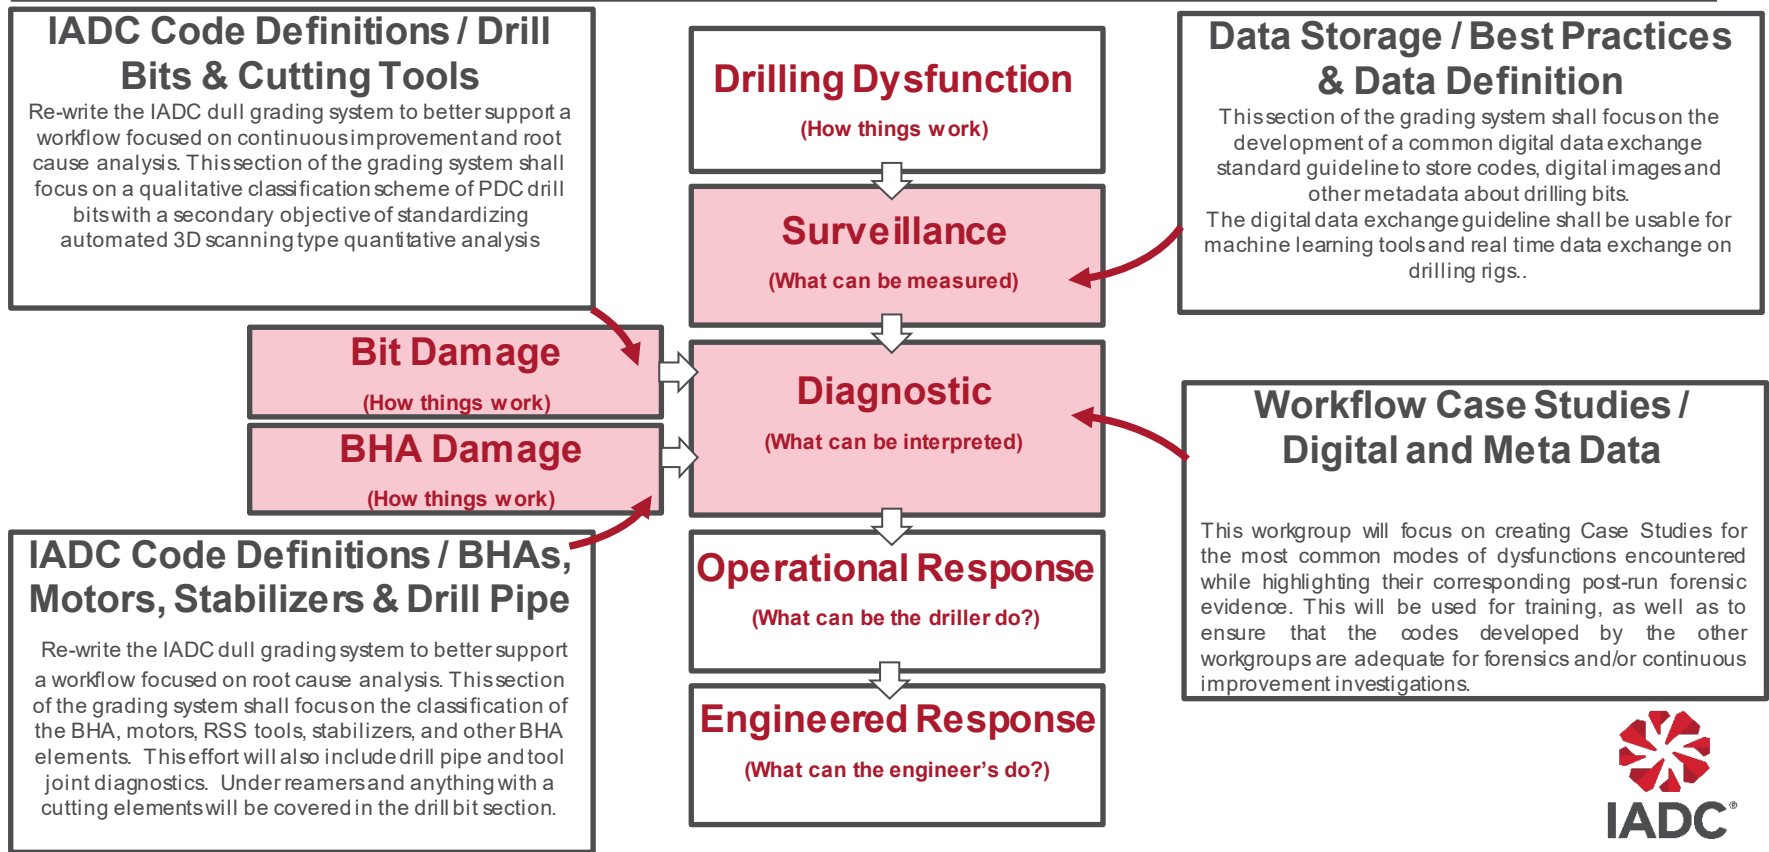 IADC Code Definitions / Drill
Bits & Cutting Tools
Re-write the IADC dull grading system to better support a
workflow focused on continuous improvement and root
cause analysis. This section of the grading system shall
focus on a qualitative classification scheme of PDC drill
bits with a secondary objective of standardizing
automated 3D scanning type quantitative analysis
Drilling Dysfunction
(How things work)
Data Storage / Best Practices
& Data Definition
This section of the grading system shall focus on the
development of a common digital data exchange
standard guideline to store codes, digital images and
other metadata about drilling bits.
The digital data exchange guideline shall be usable for
machine learning tools and real time data exchange on
drilling rigs..
Surveillance
(What can be measured)
Bit Damage
(How things work)
BHA Damage
(How things work)
Diagnostic
(What can be interpreted)
Workflow Case Studies /
Digital and Meta Data
This workgroup will focus on creating Case Studies for
the most common modes of dysfunctions encountered
while highlighting their corresponding post-run forensic
evidence. This will be used for training, as well as to
ensure that the codes developed by the other
workgroups are adequate for forensics and/or continuous
improvement investigations.
IADC Code Definitions / BHAs,
Motors, Stabilizers & Drill Pipe
Re-write the IADC dull grading system to better support
a workflow focused on root cause analysis. This section
of the grading system shall focus on the classification of
the BHA, motors, RSS tools, stabilizers, and other BHA
elements. This effort will also include drill pipe and tool
joint diagnostics. Under reamers and anything with a
cutting elements will be covered in the drill bit section.
Operational Response
(What can be the driller do?)
Engineered Response
(What can the engineer's do?)
IADC®